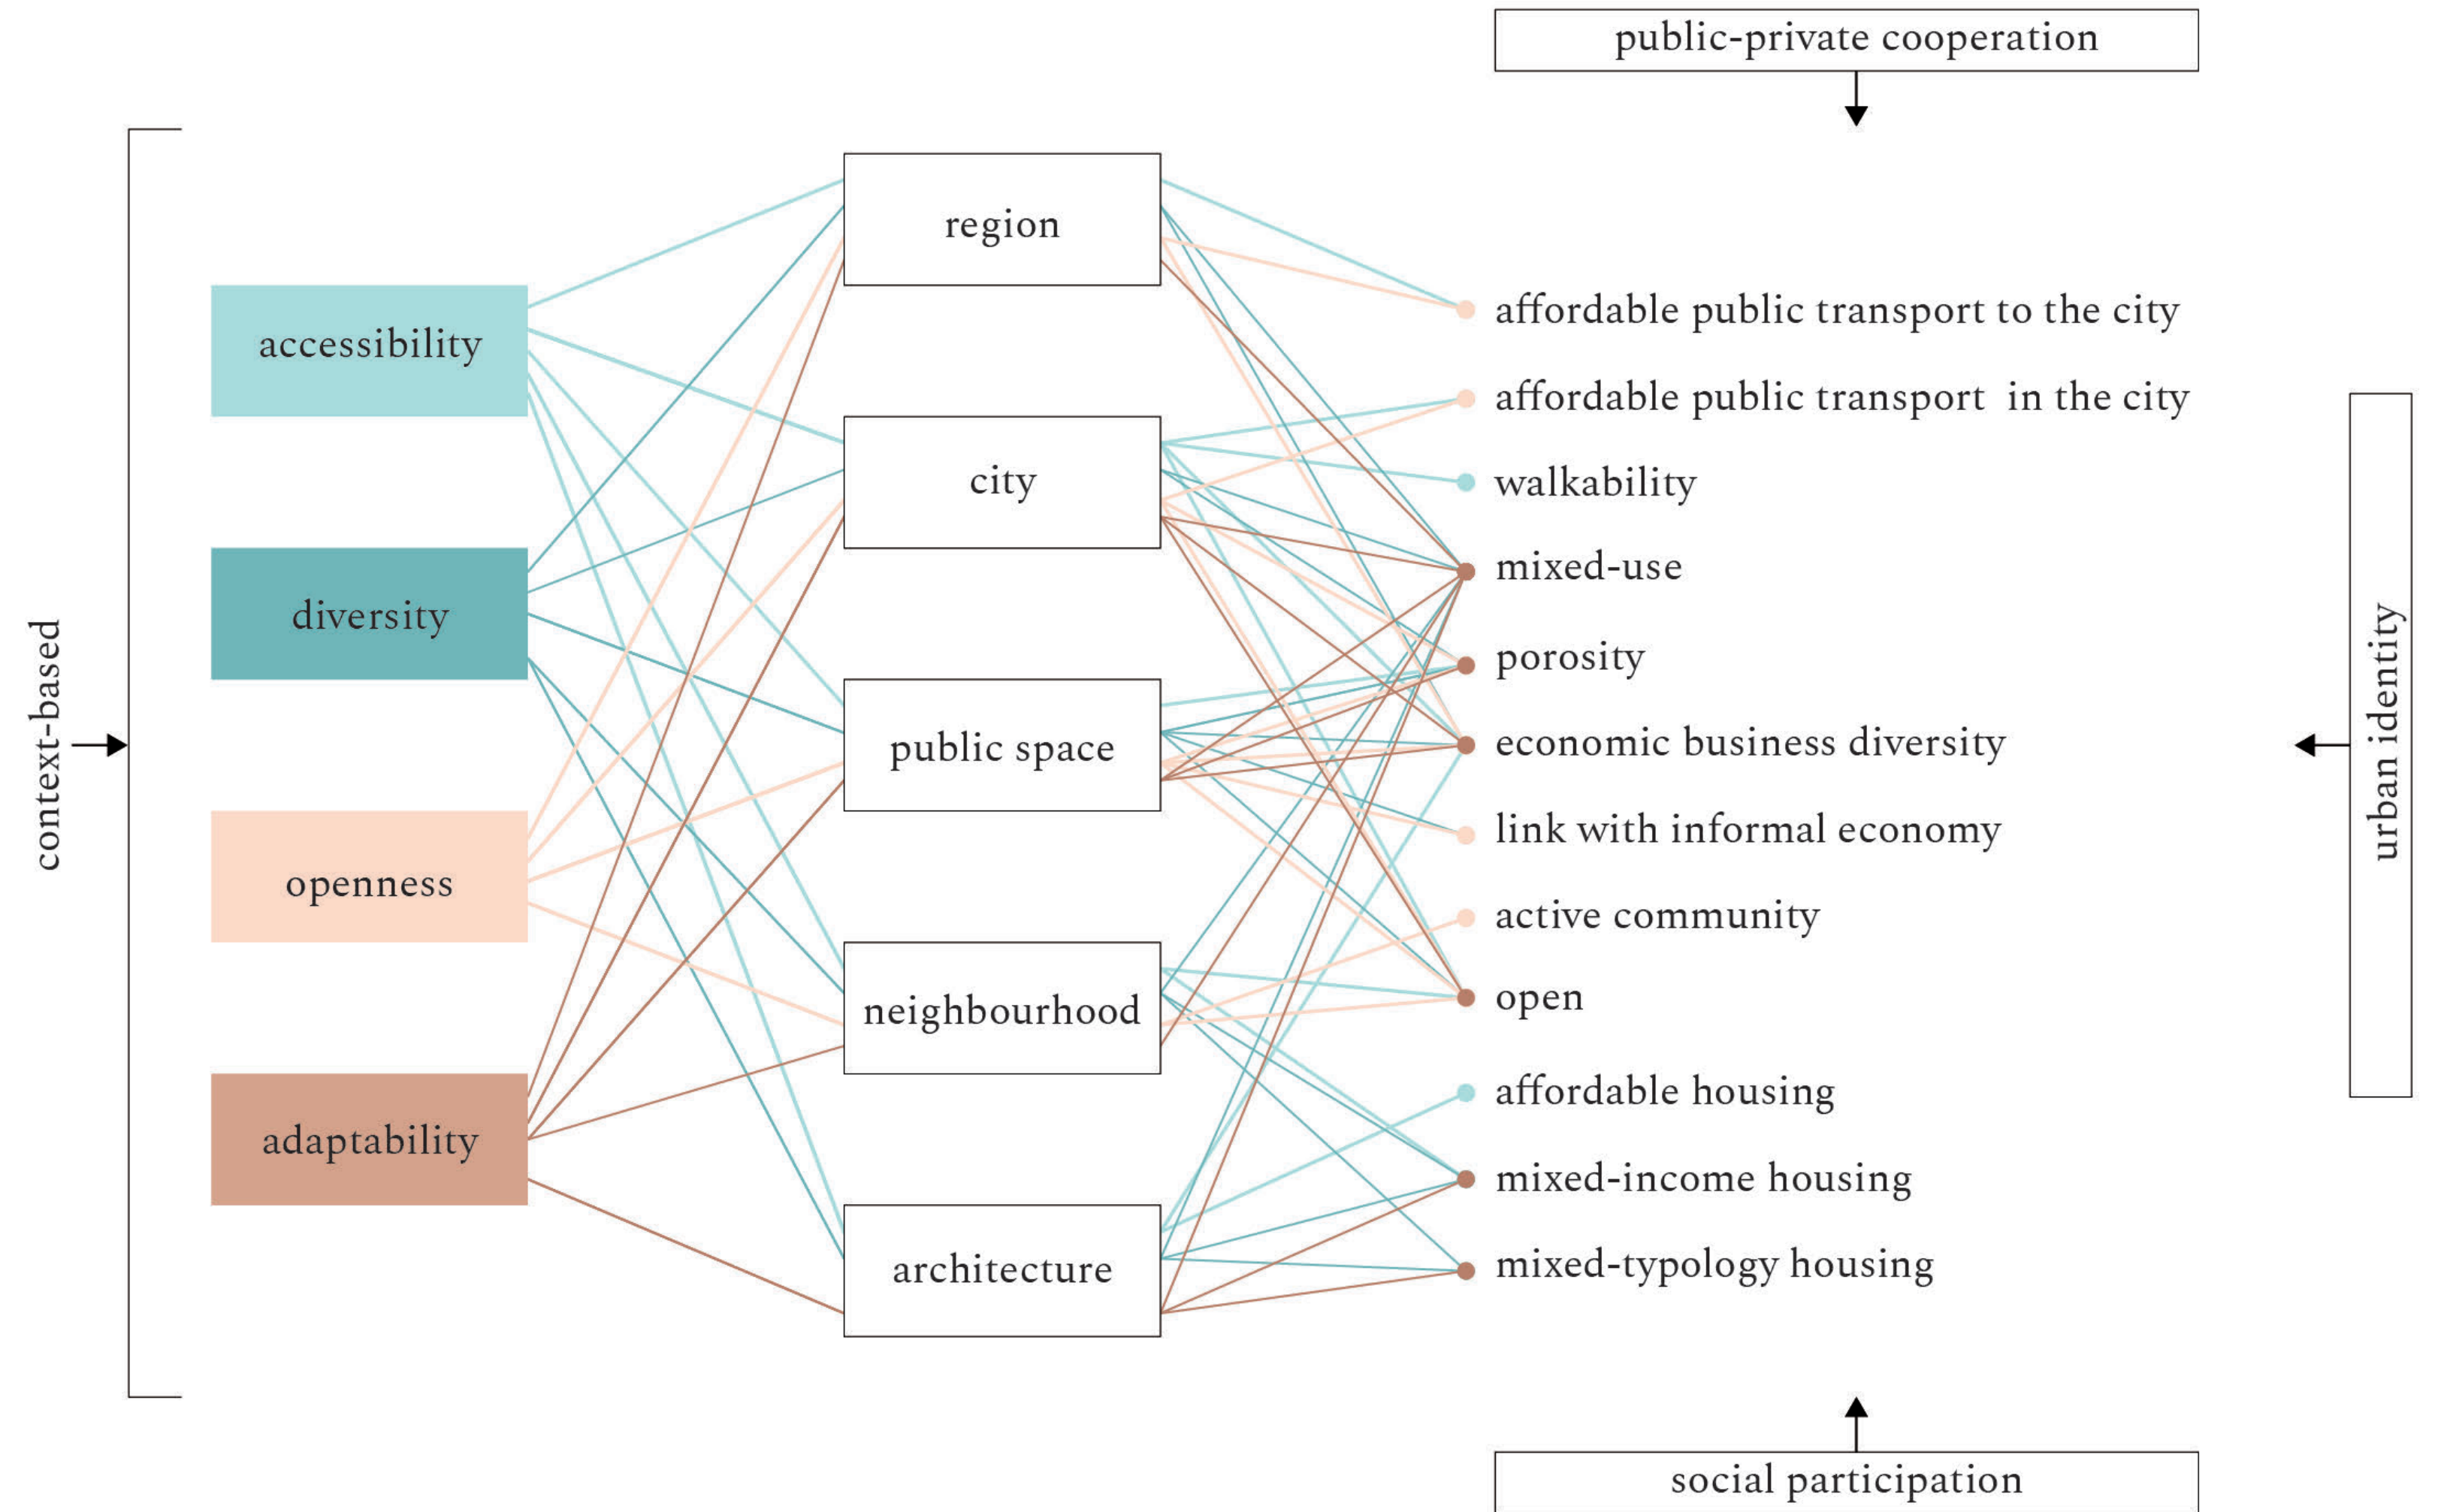 public-private cooperation
context-based
accessibility
diversity
openness
adaptability
region
city
public space
neighbourhood
architecture
affordable public transport to the city
affordable public transport  in the city
walkability
mixed-use
porosity
economic business diversity
link with informal economy
active community
open
affordable housing
mixed-income housing
mixed-typology housing
urban identity
social participation